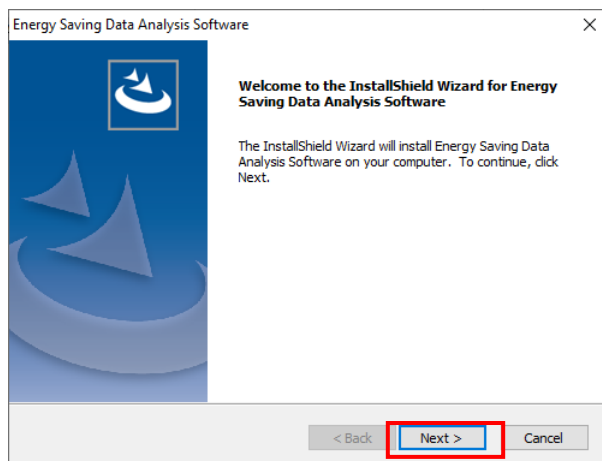 Energy Saving Data Analysis Software
Welcome to the InstallShield Wizard for Energy
Saving Data Analysis Software
The InstallShield Wizard will install Energy Saving Data
Analysis Software on your computer. To continue, click
Next.
< Back Next > Cancel